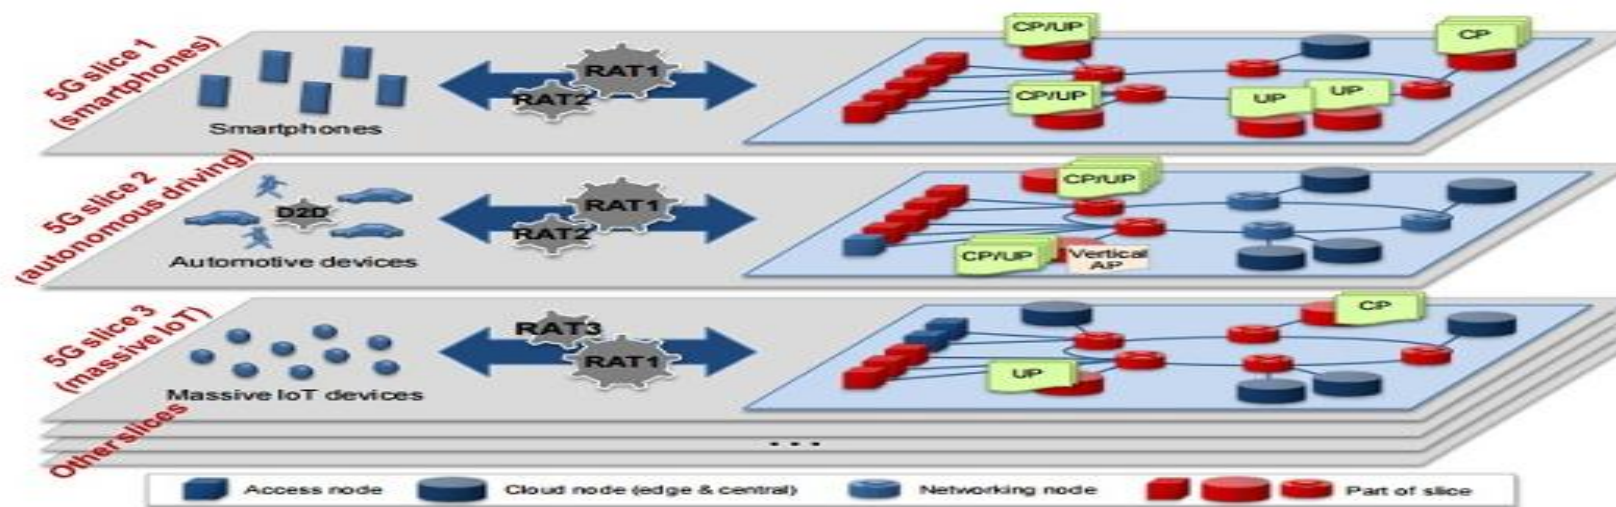 5G slice 1
(smartphones)
Smartphones
RAT1
RAT2
CP/UP
CP/UP
CP
UP
UP
5G slice 2
(autonomous driving)
D2D
Automotive devices
RAT1
RAT2
CP/UP
CP/UP
Vertical
AP
5G slice 3
(massive IoT)
Massive IoT devices
RAT3
RAT1
UP
CP
Other slices
...
Access node
Cloud node (edge & central)
Networking node
Part of slice